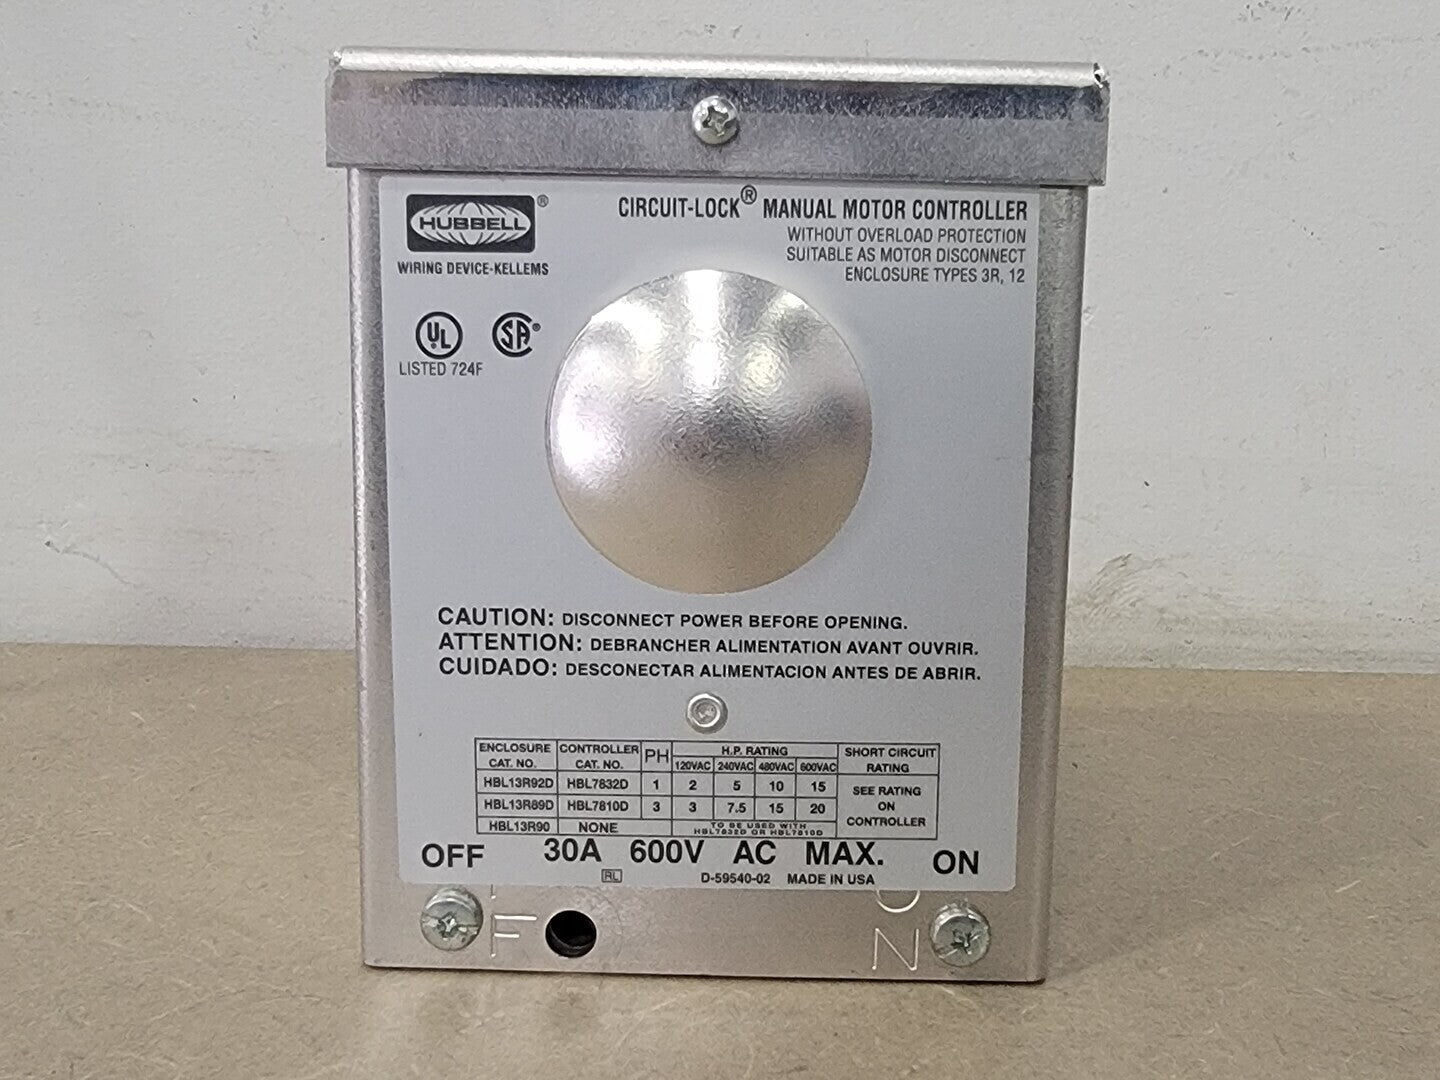 HUBBELL®
WIRING DEVICE-KELLEMS
CIRCUIT-LOCK® MANUAL MOTOR CONTROLLER
WITHOUT OVERLOAD PROTECTION
SUITABLE AS MOTOR DISCONNECT
ENCLOSURE TYPES 3R, 12
UL SA®
LISTED 724F
CAUTION: DISCONNECT POWER BEFORE OPENING.
ATTENTION: DEBRANCHER ALIMENTATION AVANT OUVRIR.
CUIDADO: DESCONECTAR ALIMENTACION ANTES DE ABRIR.
ENCLOSURE CAT. NO. CONTROLLER CAT. NO. PH H.P. RATING SHORT CIRCUIT RATING
120VAC 240VAC 480VAC 600VAC
HBL13R92D HBL7832D 1 2 5 10 15 SEE RATING ON CONTROLLER
HBL13R89D HBL7810D 3 3 7.5 15 20
HBL13R90 NONE TO BE USED WITH HBL7832D OR HBL7810D
OFF 30A 600V AC MAX. ON
RL D-59540-02 MADE IN USA
F O
N